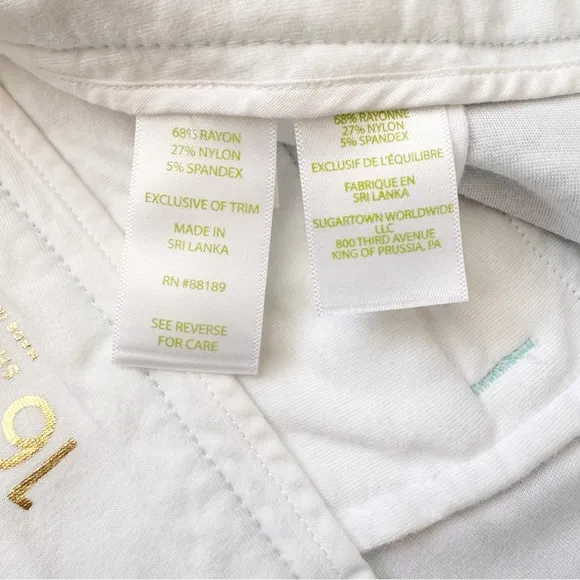 68% RAYON
27% NYLON
5% SPANDEX
EXCLUSIVE OF TRIM
MADE IN
SRI LANKA
RN #88189
SEE REVERSE
FOR CARE
68% RAYONNE
27% NYLON
5% SPANDEX
EXCLUSIF DE L'ÉQUILIBRE
FABRIQUE EN
SRI LANKA
SUGARTOWN WORLDWIDE
LLC
800 THIRD AVENUE
KING OF PRUSSIA, PA
16